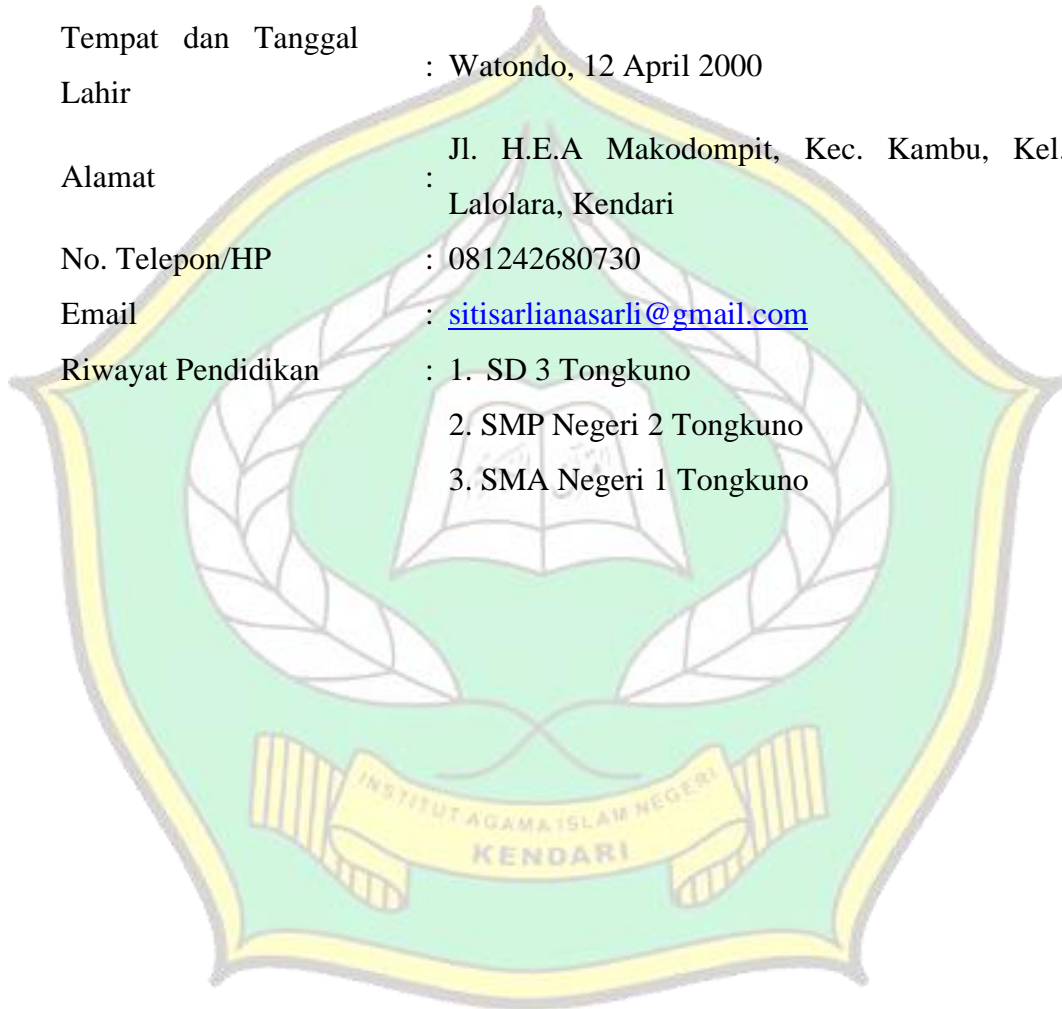 Tempat dan Tanggal
Lahir
: Watondo, 12 April 2000
Alamat
:
Jl. H.E.A Makodompit, Kec. Kambu, Kel.
Lalolara, Kendari
No. Telepon/HP : 081242680730
Email : sitisarlianasarli@gmail.com
Riwayat Pendidikan : 1. SD 3 Tongkuno
2. SMP Negeri 2 Tongkuno
3. SMA Negeri 1 Tongkuno
INSTITUT AGAMA ISLAM NEGERI
KENDARI